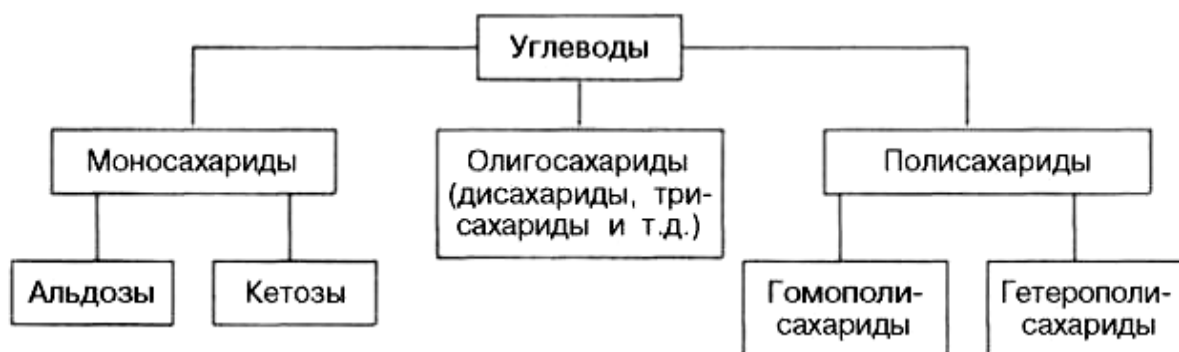 Углеводы
Моносахариды
Олигосахариды
(дисахариды, три-
сахариды и т.д.)
Полисахариды
Альдозы
Кетозы
Гомополи-
сахариды
Гетерополи-
сахариды